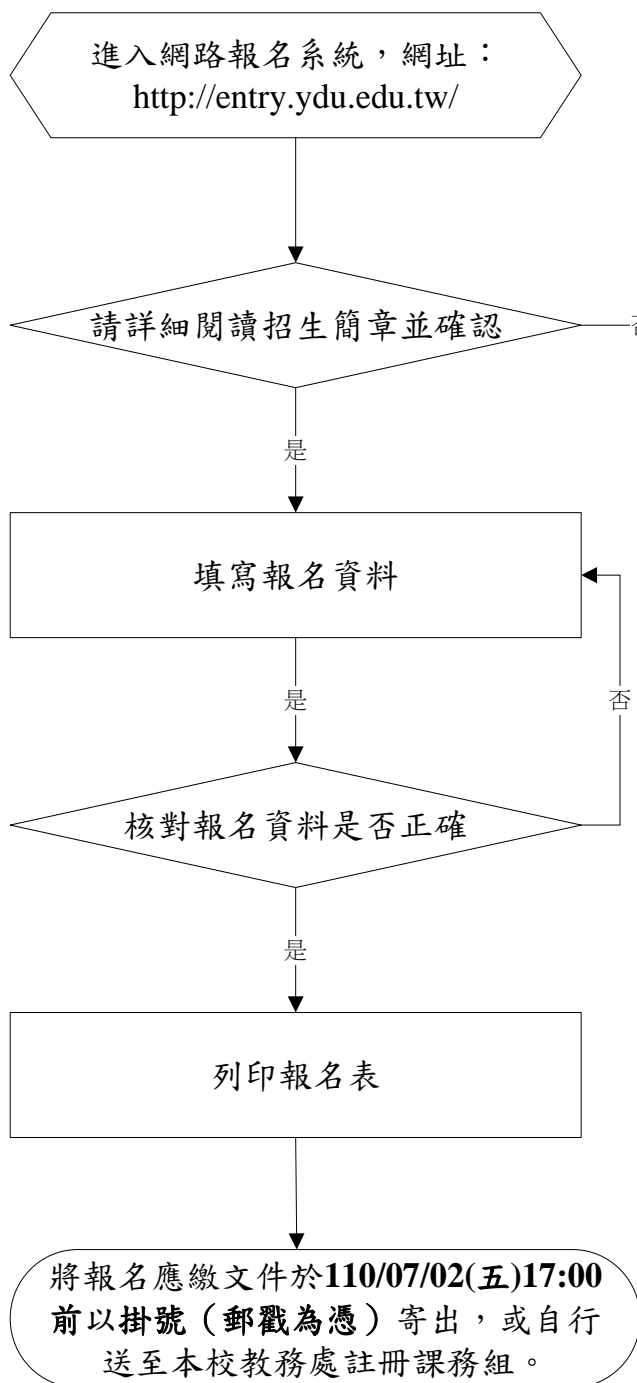 進入網路報名系統，網址：
http://entry.ydu.edu.tw/
請詳細閱讀招生簡章並確認
是
填寫報名資料
是
否
核對報名資料是否正確
是
列印報名表
將報名應繳文件於110/07/02(五)17:00
前以掛號（郵戳為憑）寄出，或自行
送至本校教務處註冊課務組。